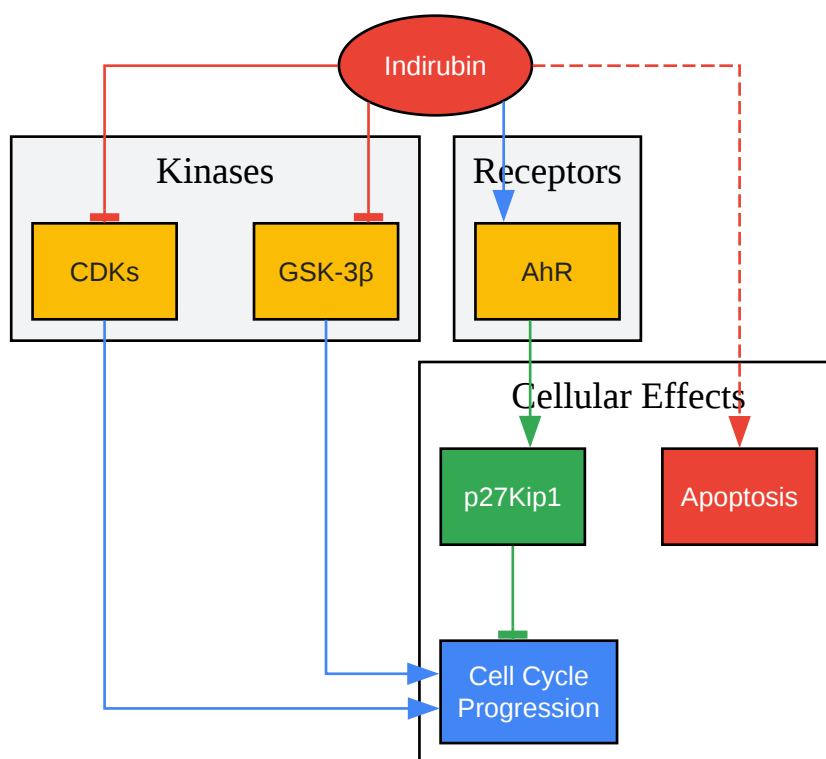 Indirubin
Kinases
Receptors
CDKs
GSK-3β
AhR
Cellular Effects
p27Kip1
Apoptosis
Cell Cycle
Progression